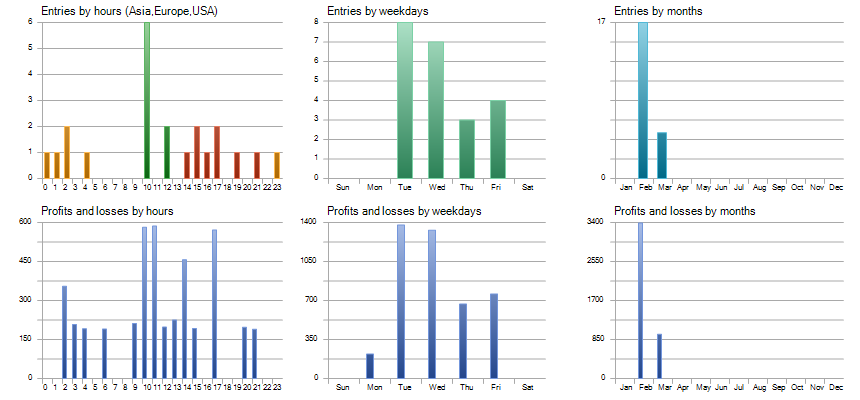 Entries by hours (Asia,Europe,USA)
6
5
4
3
2
1
0
0 1 2 3 4 5 6 7 8 9 10 11 12 13 14 15 16 17 18 19 20 21 22 23
Entries by weekdays
8
7
6
5
4
3
2
1
0
Sun Mon Tue Wed Thu Fri Sat
Entries by months
17
0
Jan Feb Mar Apr May Jun Jul Aug Sep Oct Nov Dec
Profits and losses by hours
600
450
300
150
0
0 1 2 3 4 5 6 7 8 9 10 11 12 13 14 15 16 17 18 19 20 21 22 23
Profits and losses by weekdays
1400
1050
700
350
0
Sun Mon Tue Wed Thu Fri Sat
Profits and losses by months
3400
2550
1700
850
0
Jan Feb Mar Apr May Jun Jul Aug Sep Oct Nov Dec